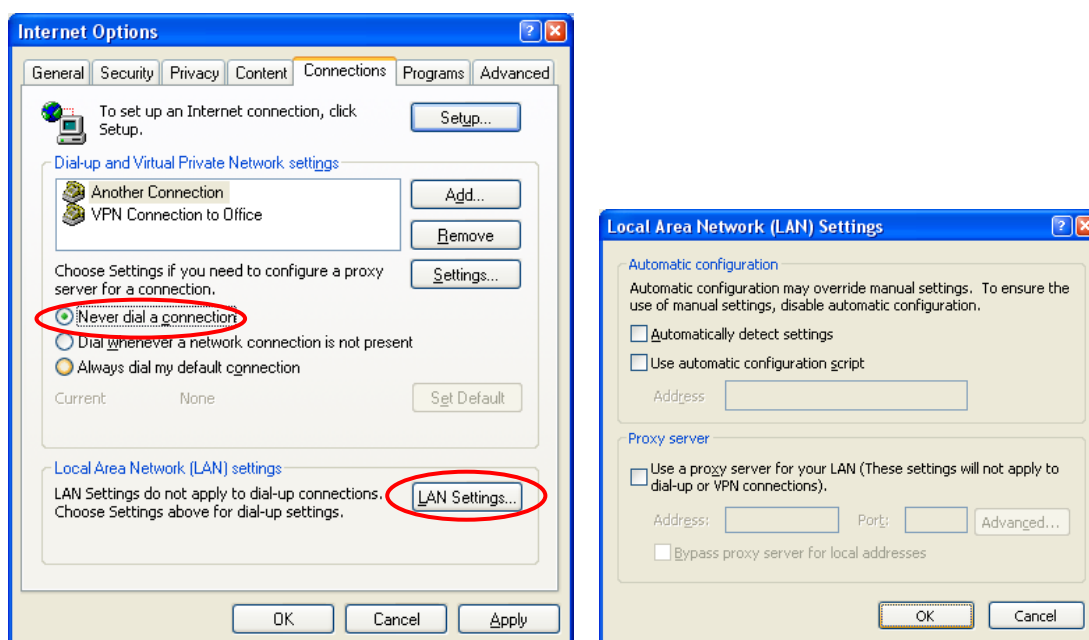 Internet Options
General Security Privacy Content Connections Programs Advanced
To set up an Internet connection, click
Setup.
Setup...
Dial-up and Virtual Private Network settings
Another Connection
VPN Connection to Office
Add...
Remove
Choose Settings if you need to configure a proxy
server for a connection.
Settings...
Never dial a connection
Dial whenever a network connection is not present
Always dial my default connection
Current None
Set Default
Local Area Network (LAN) settings
LAN Settings do not apply to dial-up connections.
Choose Settings above for dial-up settings.
LAN Settings...
OK Cancel Apply
Local Area Network (LAN) Settings
Automatic configuration
Automatic configuration may override manual settings. To ensure the
use of manual settings, disable automatic configuration.
Automatically detect settings
Use automatic configuration script
Address
Proxy server
Use a proxy server for your LAN (These settings will not apply to
dial-up or VPN connections).
Address: Port: Advanced...
Bypass proxy server for local addresses
OK Cancel